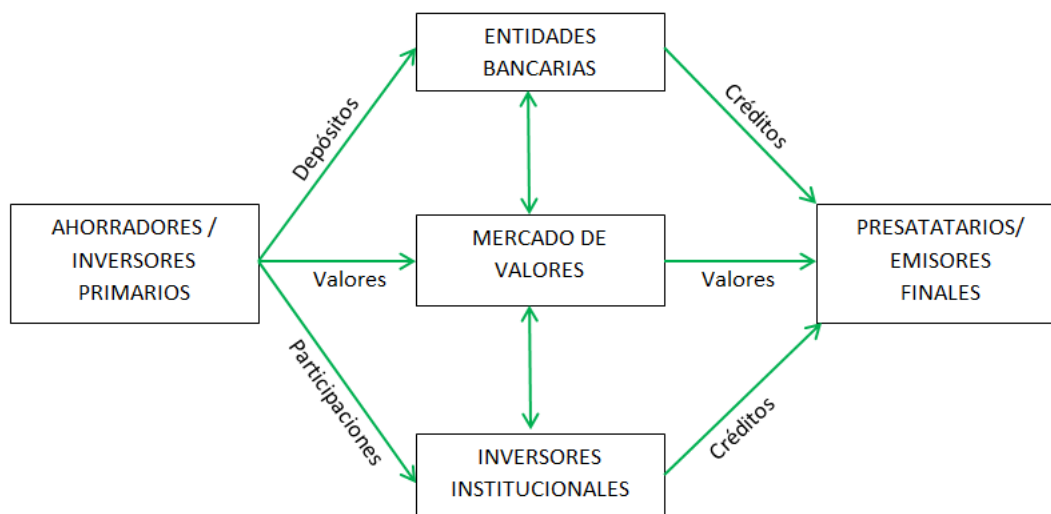 ENTIDADES
BANCARIAS
Depósitos
Créditos
AHORRADORES /
INVERSORES
PRIMARIOS
Valores
MERCADO DE
VALORES
Valores
PRESATATARIOS/
EMISORES
FINALES
Participaciones
Créditos
INVERSORES
INSTITUCIONALES